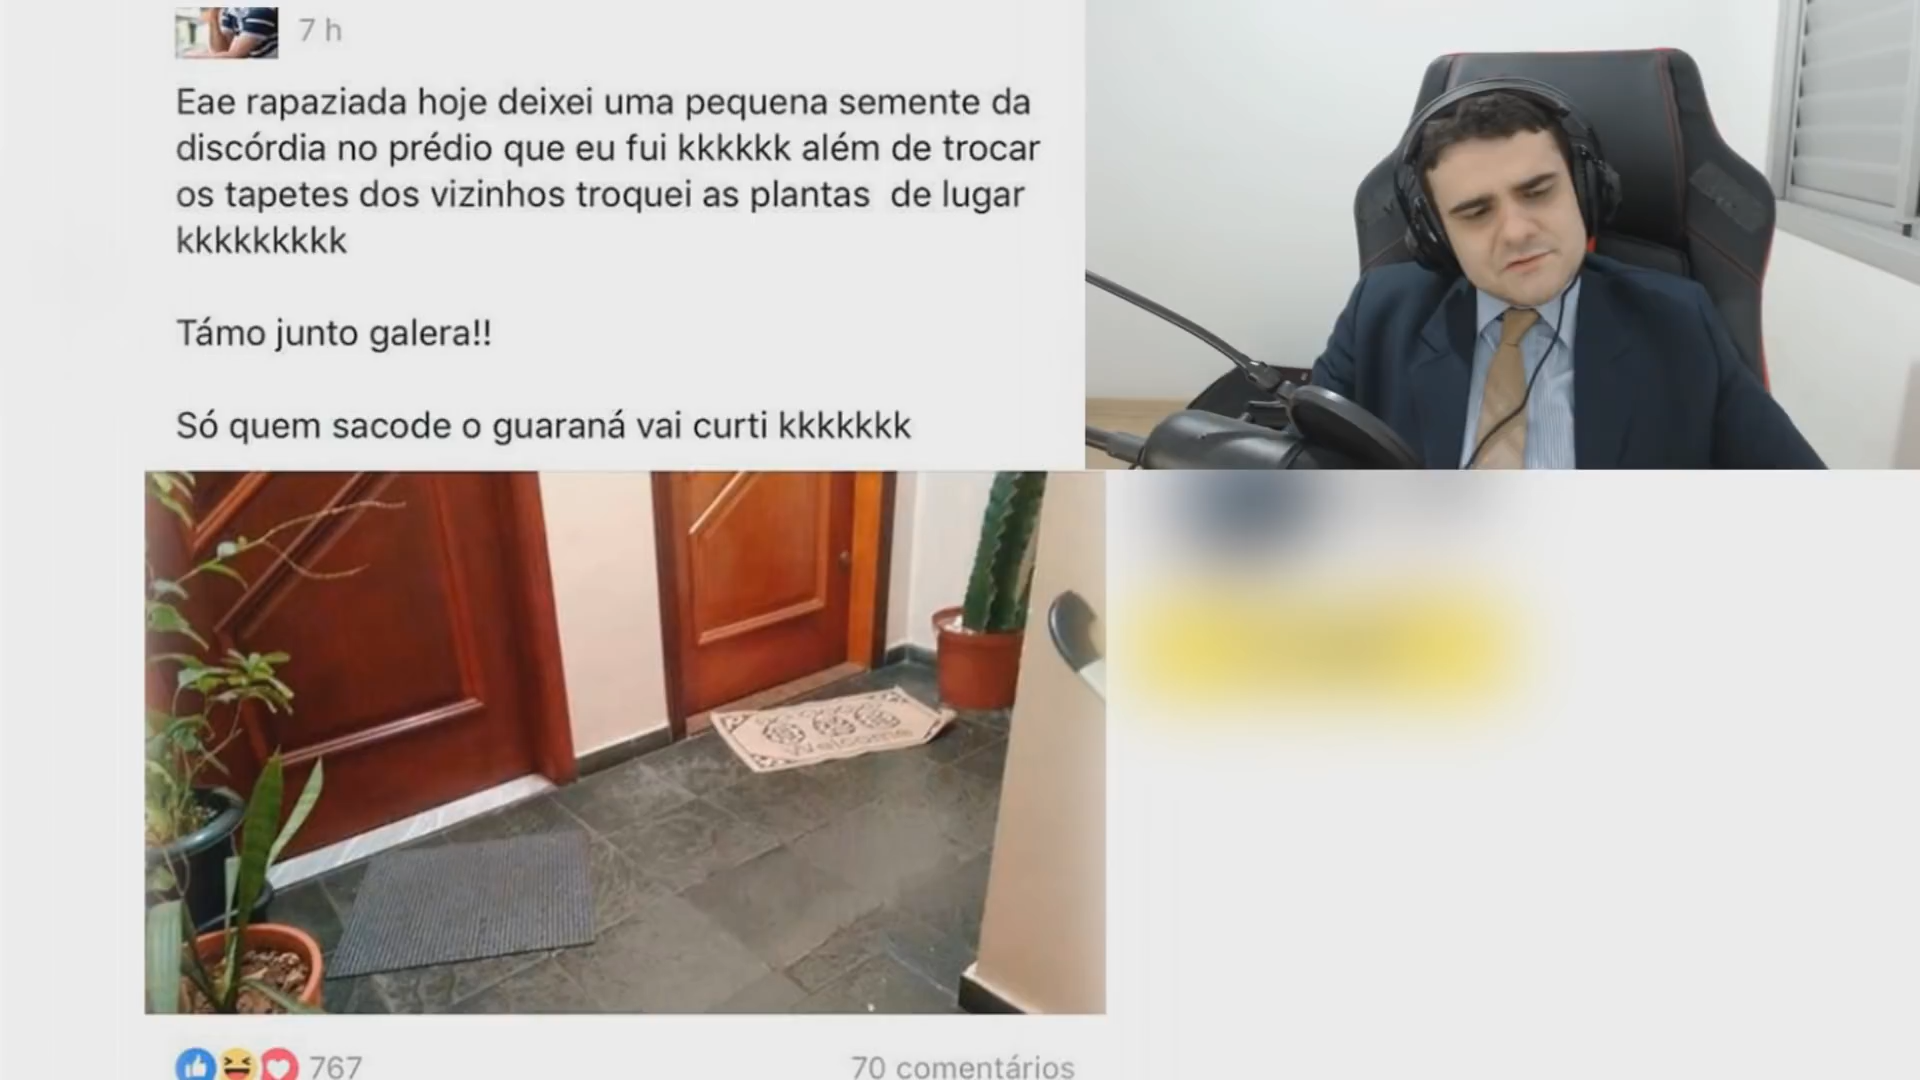 7 h
Eae rapaziada hoje deixei uma pequena semente da
discórdia no prédio que eu fui kkkkkk além de trocar
os tapetes dos vizinhos troquei as plantas de lugar
kkkkkkkkk
Támo junto galera!!
Só quem sacode o guaraná vai curti kkkkkkk
Welcome
767
70 comentários